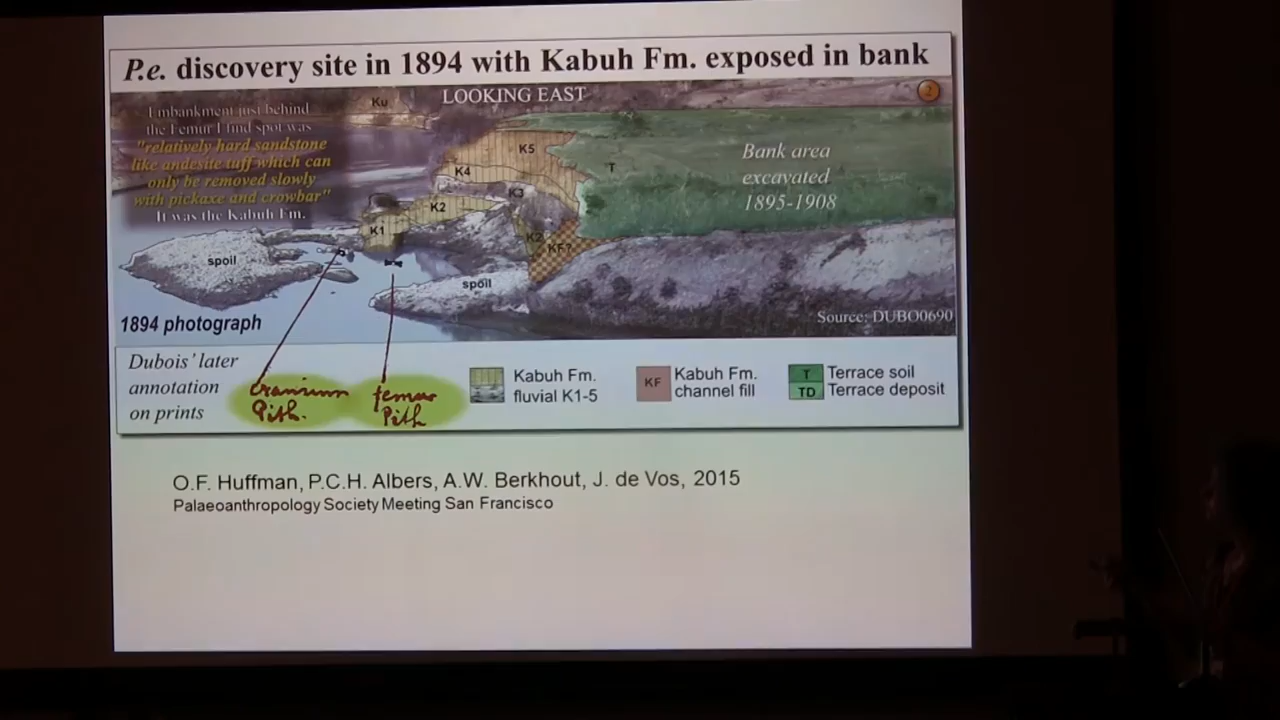 P.e. discovery site in 1894 with Kabuh Fm. exposed in bank
LOOKING EAST
2
Embankment just behind
the Femur I find spot was
"relatively hard sandstone
like andesite tuff which can
only be removed slowly
with pickaxe and crowbar"
It was the Kabuh Fm.
Ku
K5
K4
K3
K2
K1
K2
KF?
T
Bank area
excavated
1895-1908
spoil
spoil
1894 photograph
Source: DUBO0690
Dubois' later
annotation
on prints
Cranium
Pith.
femur
Pith
Kabuh Fm.
fluvial K1-5
KF
Kabuh Fm.
channel fill
T
Terrace soil
TD
Terrace deposit
O.F. Huffman, P.C.H. Albers, A.W. Berkhout, J. de Vos, 2015
Palaeoanthropology Society Meeting San Francisco